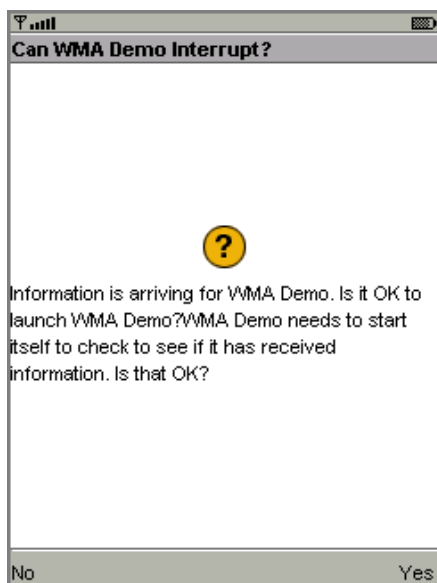 Can WMA Demo Interrupt?
?
Information is arriving for WMA Demo. Is it OK to
launch WMA Demo?WMA Demo needs to start
itself to check to see if it has received
information. Is that OK?
No Yes